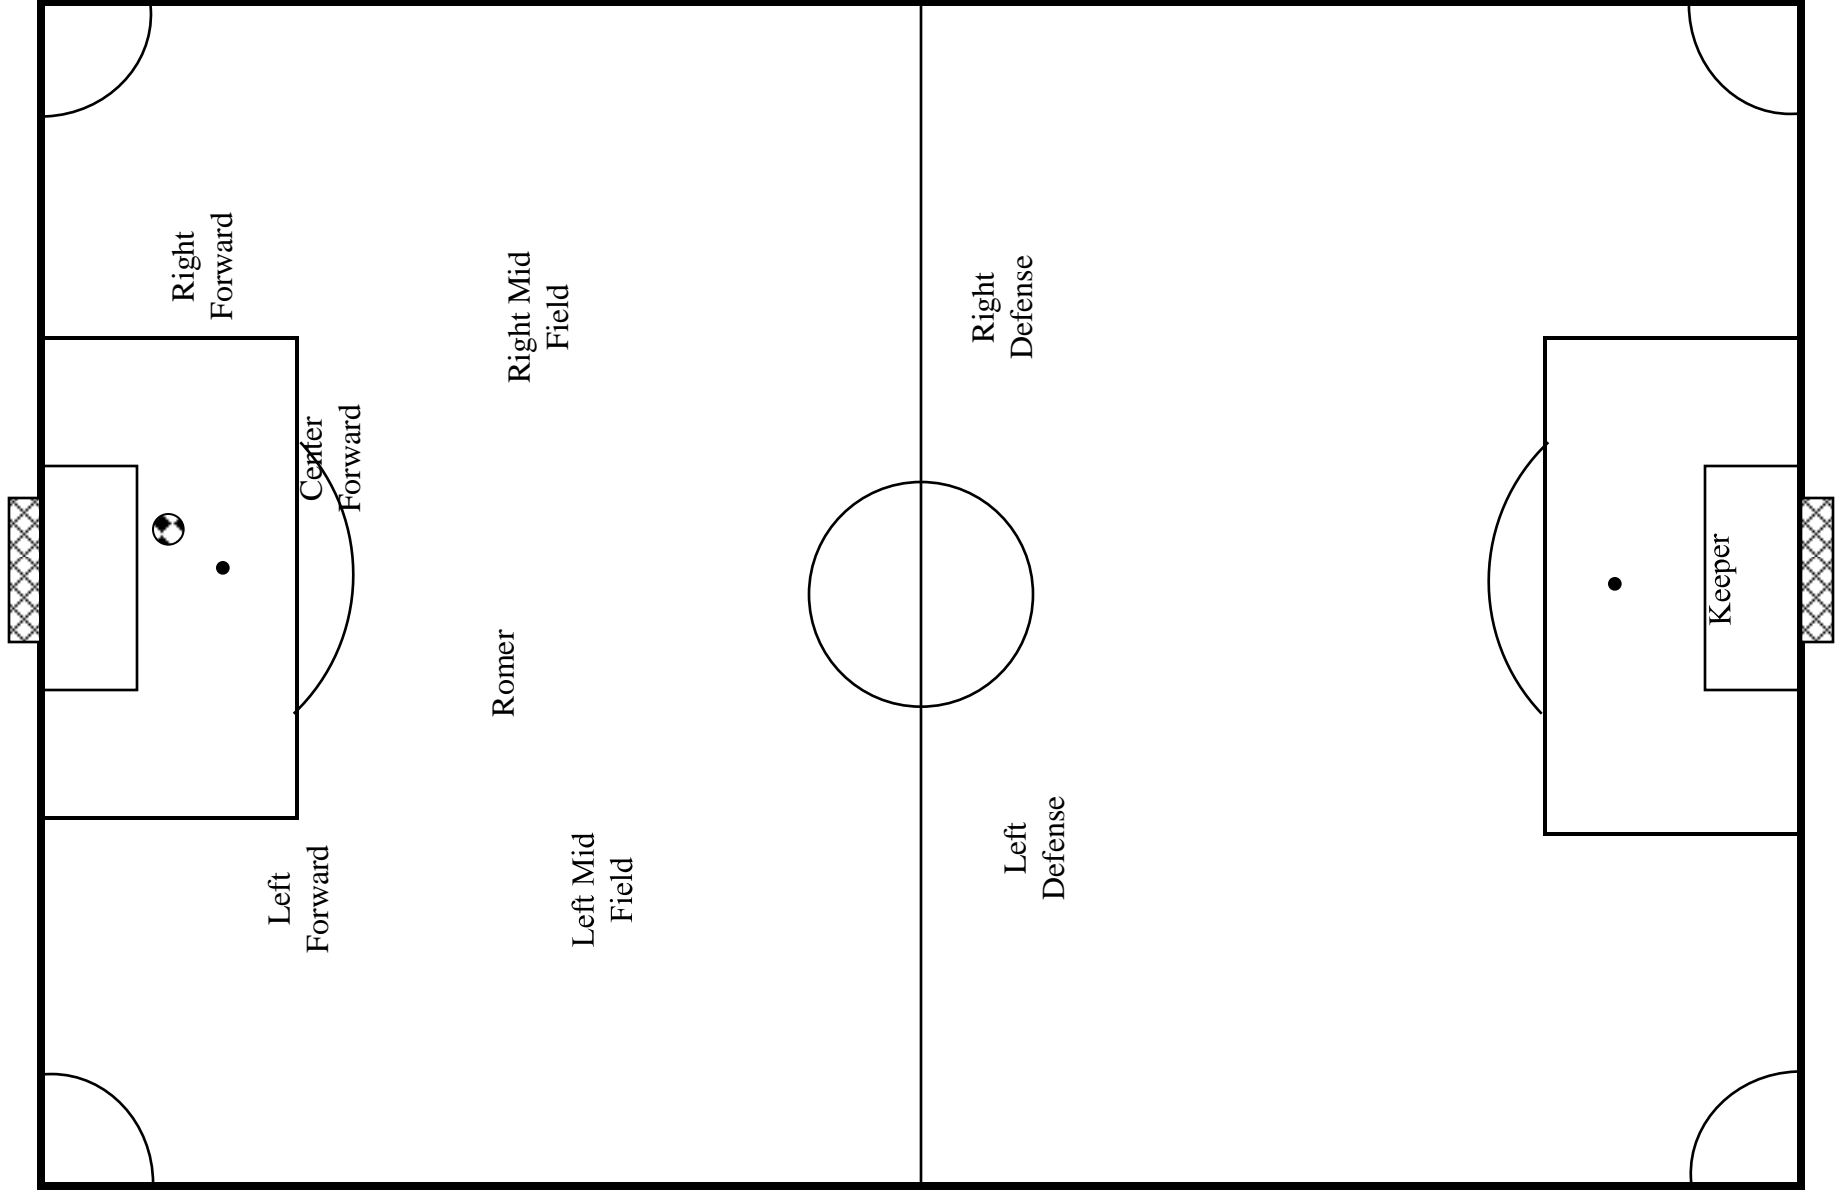 Right
Forward
Right Mid
Field
Right
Defense
Center
Forward
Keeper
Romer
Left
Forward
Left Mid
Field
Left
Defense